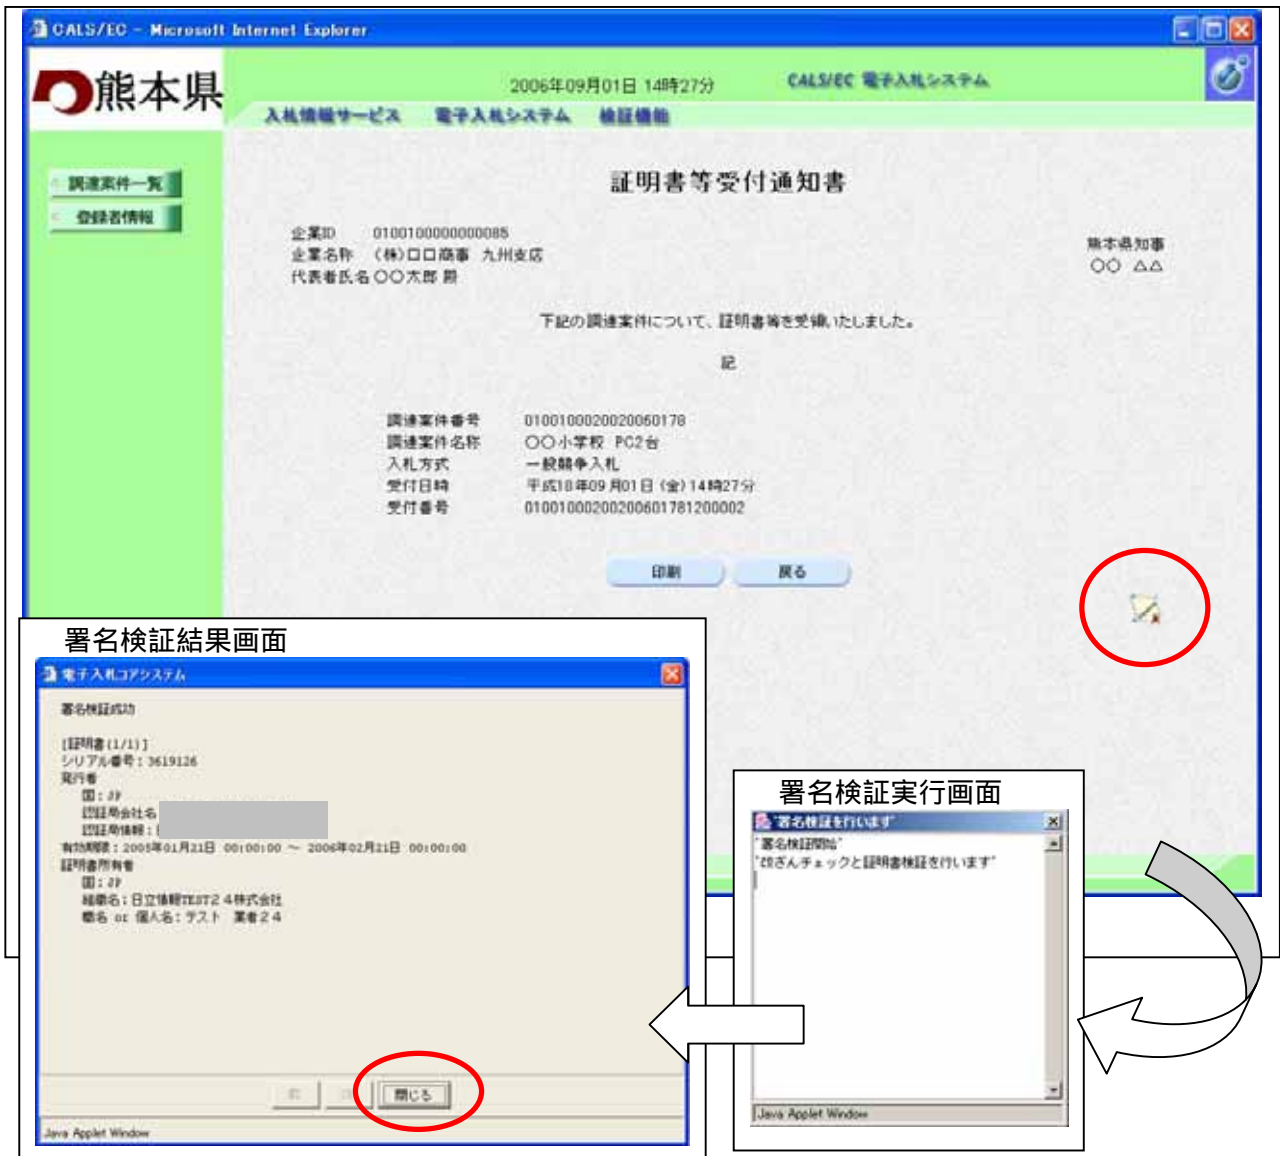 CALS/EC - Microsoft Internet Explorer
熊本県
2006年09月01日 14時27分
CALS/EC 電子入札システム
入札情報サービス 電子入札システム 検証機能
調達案件一覧
登録者情報
証明書等受付通知書
企業ID 0100100000000085
企業名称 (株)口口商事 九州支店
代表者氏名 〇〇太郎 殿
熊本県知事
〇〇 △△
下記の調達案件について、証明書等を受領いたしました。
記
調達案件番号 0100100020020060178
調達案件名称 〇〇小学校 PC2台
入札方式 一般競争入札
受付日時 平成18年09月01日(金)14時27分
受付番号 01001000200200601781200002
印刷 戻る
署名検証結果画面
電子入札コアシステム
署名検証成功
[証明書(1/1)]
シリアル番号:3619126
発行者
国:JP
認証局会社名
認証局情報:
有効期限:2005年01月21日 00:00:00 ～ 2006年02月21日 00:00:00
証明書所有者
国:JP
組織名:日立情報TEST24株式会社
職名 or 個人名:テスト 業者24
閉じる
Java Applet Window
署名検証実行画面
"署名検証を行います"
"署名検証開始"
"改ざんチェックと証明書検証を行います"
Java Applet Window